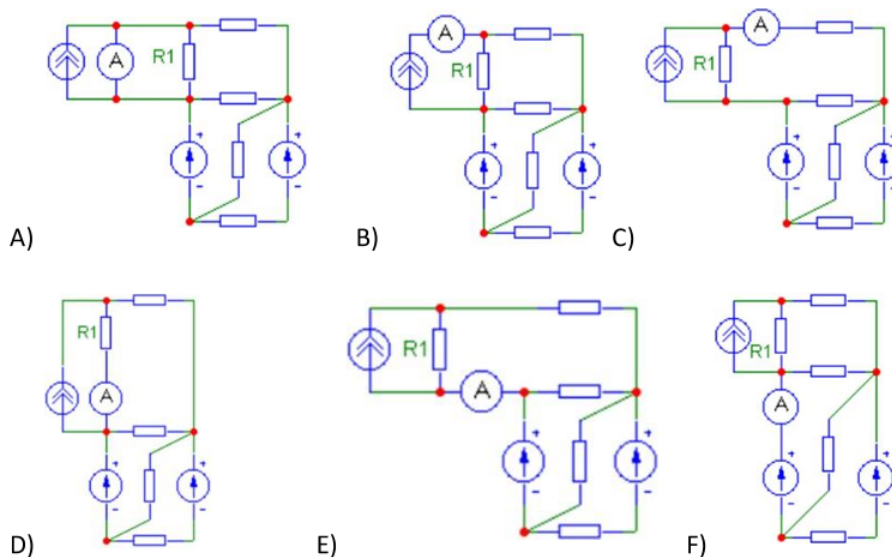 A R1 + - + -
A)
A R1 + - + -
B)
A R1 + - + -
C)
R1 A + - + -
D)
R1 A + - + -
E)
R1 A + - + -
F)